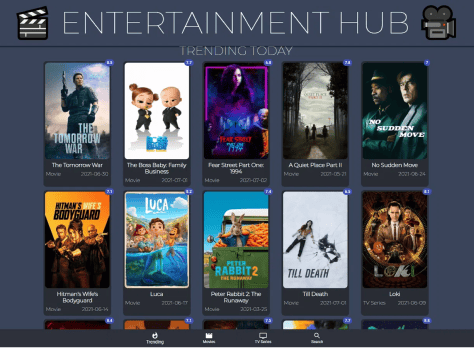 ENTERTAINMENT HUB
TRENDING TODAY
8.3
7.7
6.8
7.8
7
THE
TOMORROW
WAR
FEAR STREET
1994
NO
SUDDEN
MOVE
The Tomorrow War
The Boss Baby: Family
Business
Fear Street Part One:
1994
A Quiet Place Part II
No Sudden Move
Movie 2021-06-30
Movie 2021-07-01
Movie 2021-07-02
Movie 2021-05-21
Movie 2021-06-24
7.1
8.2
7.8
6.5
8.1
HITMAN'S WIFE'S
BODYGUARD
LUCA
PETER
RABBIT 2
THE RUNAWAY
TILL DEATH
LOKI
Hitman's Wife's
Bodyguard
Luca
Peter Rabbit 2: The
Runaway
Till Death
Loki
Movie 2021-06-14
Movie 2021-06-17
Movie 2021-03-25
Movie 2021-07-01
TV Series 2021-06-09
Trending
Movies
TV Series
Search